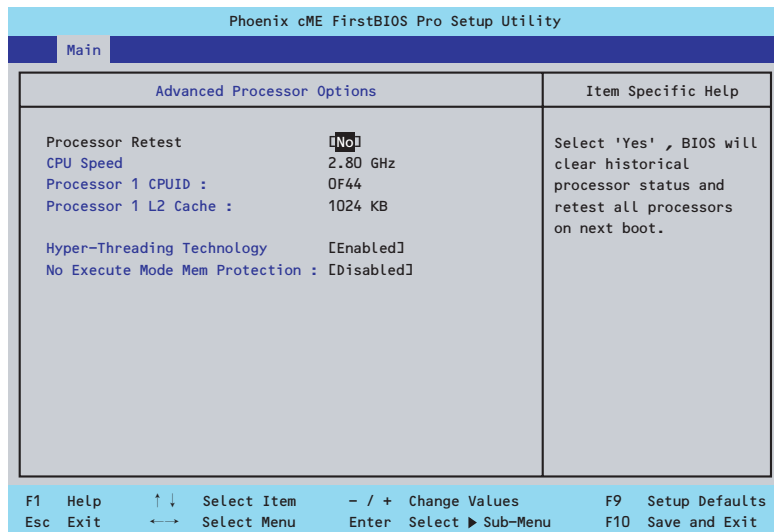 Phoenix cME FirstBIOS Pro Setup Utility
Main
Advanced Processor Options
Item Specific Help
Processor Retest [No]
CPU Speed 2.80 GHz
Processor 1 CPUID : 0F44
Processor 1 L2 Cache : 1024 KB
Hyper-Threading Technology [Enabled]
No Execute Mode Mem Protection : [Disabled]
Select 'Yes' , BIOS will
clear historical
processor status and
retest all processors
on next boot.
F1 Help ↑↓ Select Item - / + Change Values F9 Setup Defaults
Esc Exit ←→ Select Menu Enter Select ▶ Sub-Menu F10 Save and Exit